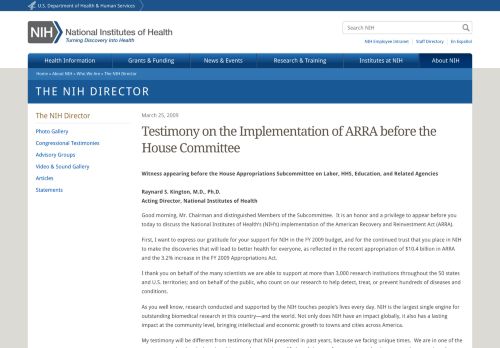 U.S. Department of Health & Human Services
Search NIH
NIH
National Institutes of Health
Turning Discovery Into Health
NIH Employee Intranet | Staff Directory | En Español
Health Information
Grants & Funding
News & Events
Research & Training
Institutes at NIH
About NIH
Home » About NIH » Who We Are » The NIH Director
THE NIH DIRECTOR
The NIH Director
Photo Gallery
Congressional Testimonies
Advisory Groups
Video & Sound Gallery
Articles
Statements
March 25, 2009
Testimony on the Implementation of ARRA before the
House Committee
Witness appearing before the House Appropriations Subcommittee on Labor, HHS, Education, and Related Agencies
Raynard S. Kington, M.D., Ph.D.
Acting Director, National Institutes of Health
Good morning, Mr. Chairman and distinguished Members of the Subcommittee. It is an honor and a privilege to appear before you
today to discuss the National Institutes of Health's (NIH's) implementation of the American Recovery and Reinvestment Act (ARRA).
First, I want to express our gratitude for your support for NIH in the FY 2009 budget, and for the continued trust that you place in NIH
to make the discoveries that will lead to better health for everyone, as reflected in the recent appropriation of $10.4 billion in ARRA
and the 3.2% increase in the FY 2009 Appropriations Act.
I thank you on behalf of the many scientists we are able to support at more than 3,000 research institutions throughout the 50 states
and U.S. territories; and on behalf of the public, who count on our research to help detect, treat, or prevent hundreds of diseases and
conditions.
As you well know, research conducted and supported by the NIH touches people's lives every day. NIH is the largest single engine for
outstanding biomedical research in this country—and the world. Not only does NIH have an impact globally, it also has a lasting
impact at the community level, bringing intellectual and economic growth to towns and cities across America.
My testimony will be different from testimony that NIH presented in past years, because we are facing unique times. We are in one of the